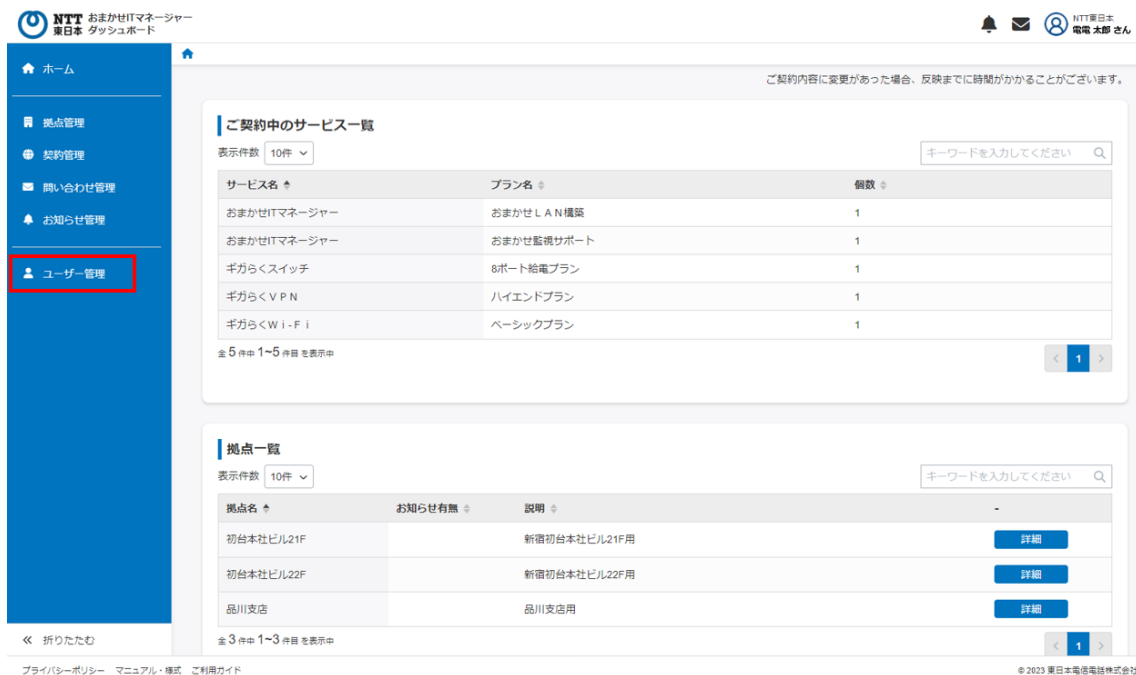 NTT東日本 おまかせITマネージャー ダッシュボード
NTT東日本
電電 太郎 さん
ホーム
拠点管理
契約管理
問い合わせ管理
お知らせ管理
ユーザー管理
折りたたむ
ご契約内容に変更があった場合、反映までに時間がかかることがございます。
ご契約中のサービス一覧
表示件数 10件 キーワードを入力してください
サービス名 プラン名 個数
おまかせITマネージャー おまかせLAN構築 1
おまかせITマネージャー おまかせ監視サポート 1
ギガらくスイッチ 8ポート給電プラン 1
ギガらくVPN ハイエンドプラン 1
ギガらくWi-Fi ベーシックプラン 1
全 5 件中 1~5 件目 を表示中 < 1 >
拠点一覧
表示件数 10件 キーワードを入力してください
拠点名 お知らせ有無 説明 -
初台本社ビル21F 新宿初台本社ビル21F用 詳細
初台本社ビル22F 新宿初台本社ビル22F用 詳細
品川支店 品川支店用 詳細
全 3 件中 1~3 件目 を表示中 < 1 >
プライバシーポリシー マニュアル・様式 ご利用ガイド
© 2023 東日本電信電話株式会社